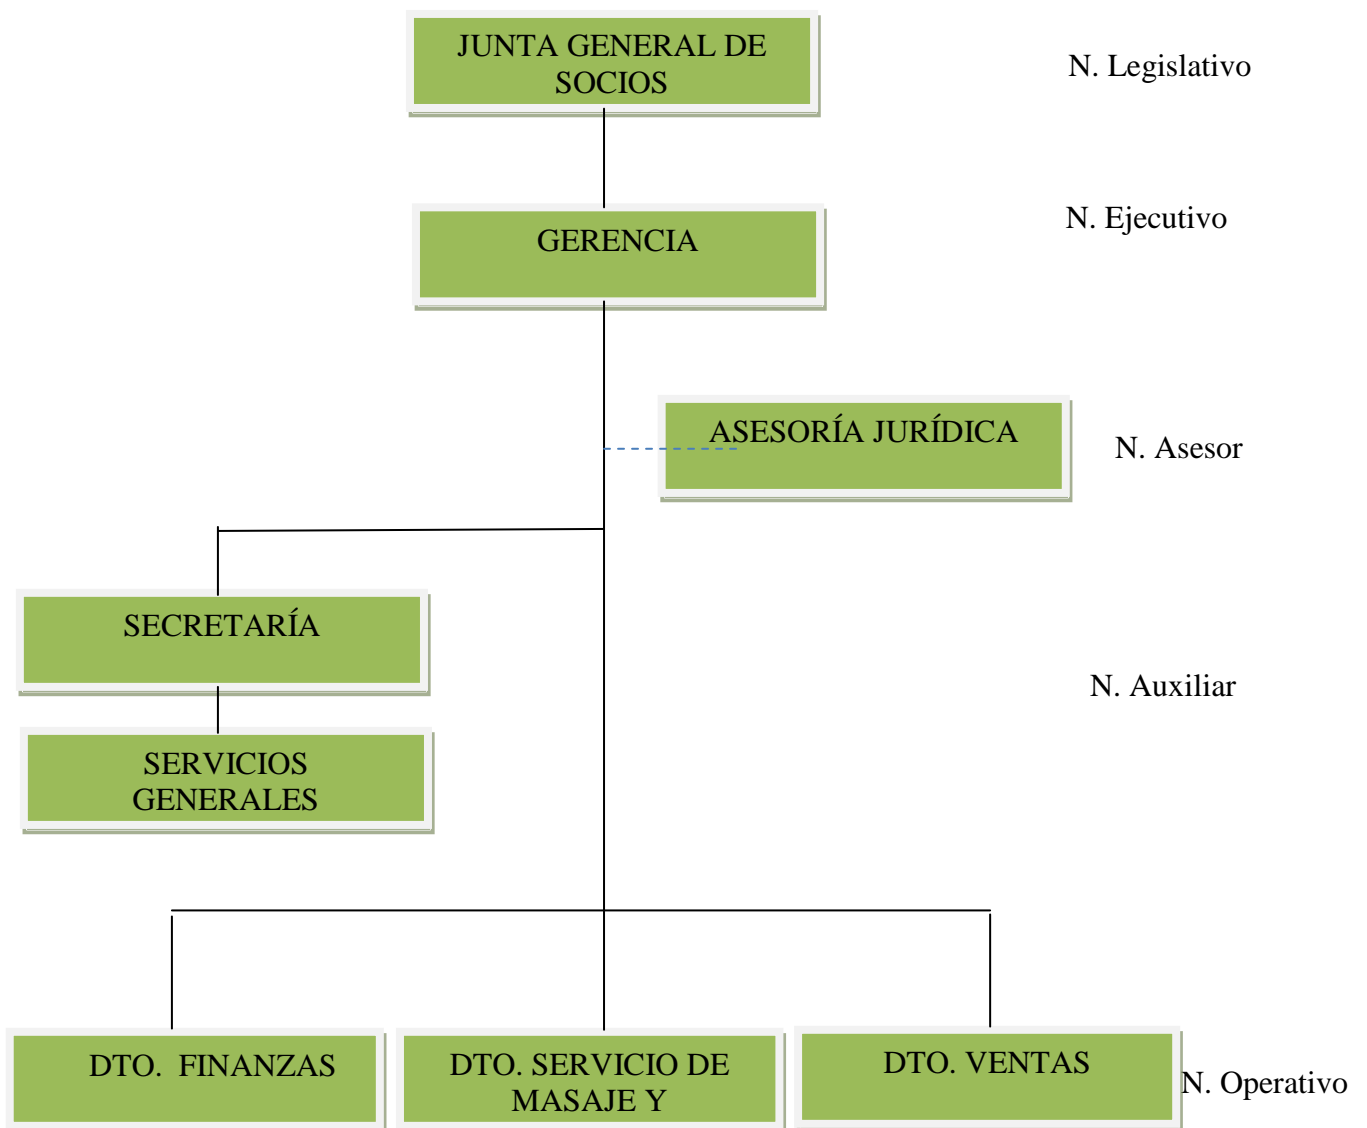 JUNTA GENERAL DE
SOCIOS
N. Legislativo
GERENCIA
N. Ejecutivo
ASESORÍA JURÍDICA
N. Asesor
SECRETARÍA
N. Auxiliar
SERVICIOS
GENERALES
DTO. FINANZAS
DTO. SERVICIO DE
MASAJE Y
DTO. VENTAS
N. Operativo